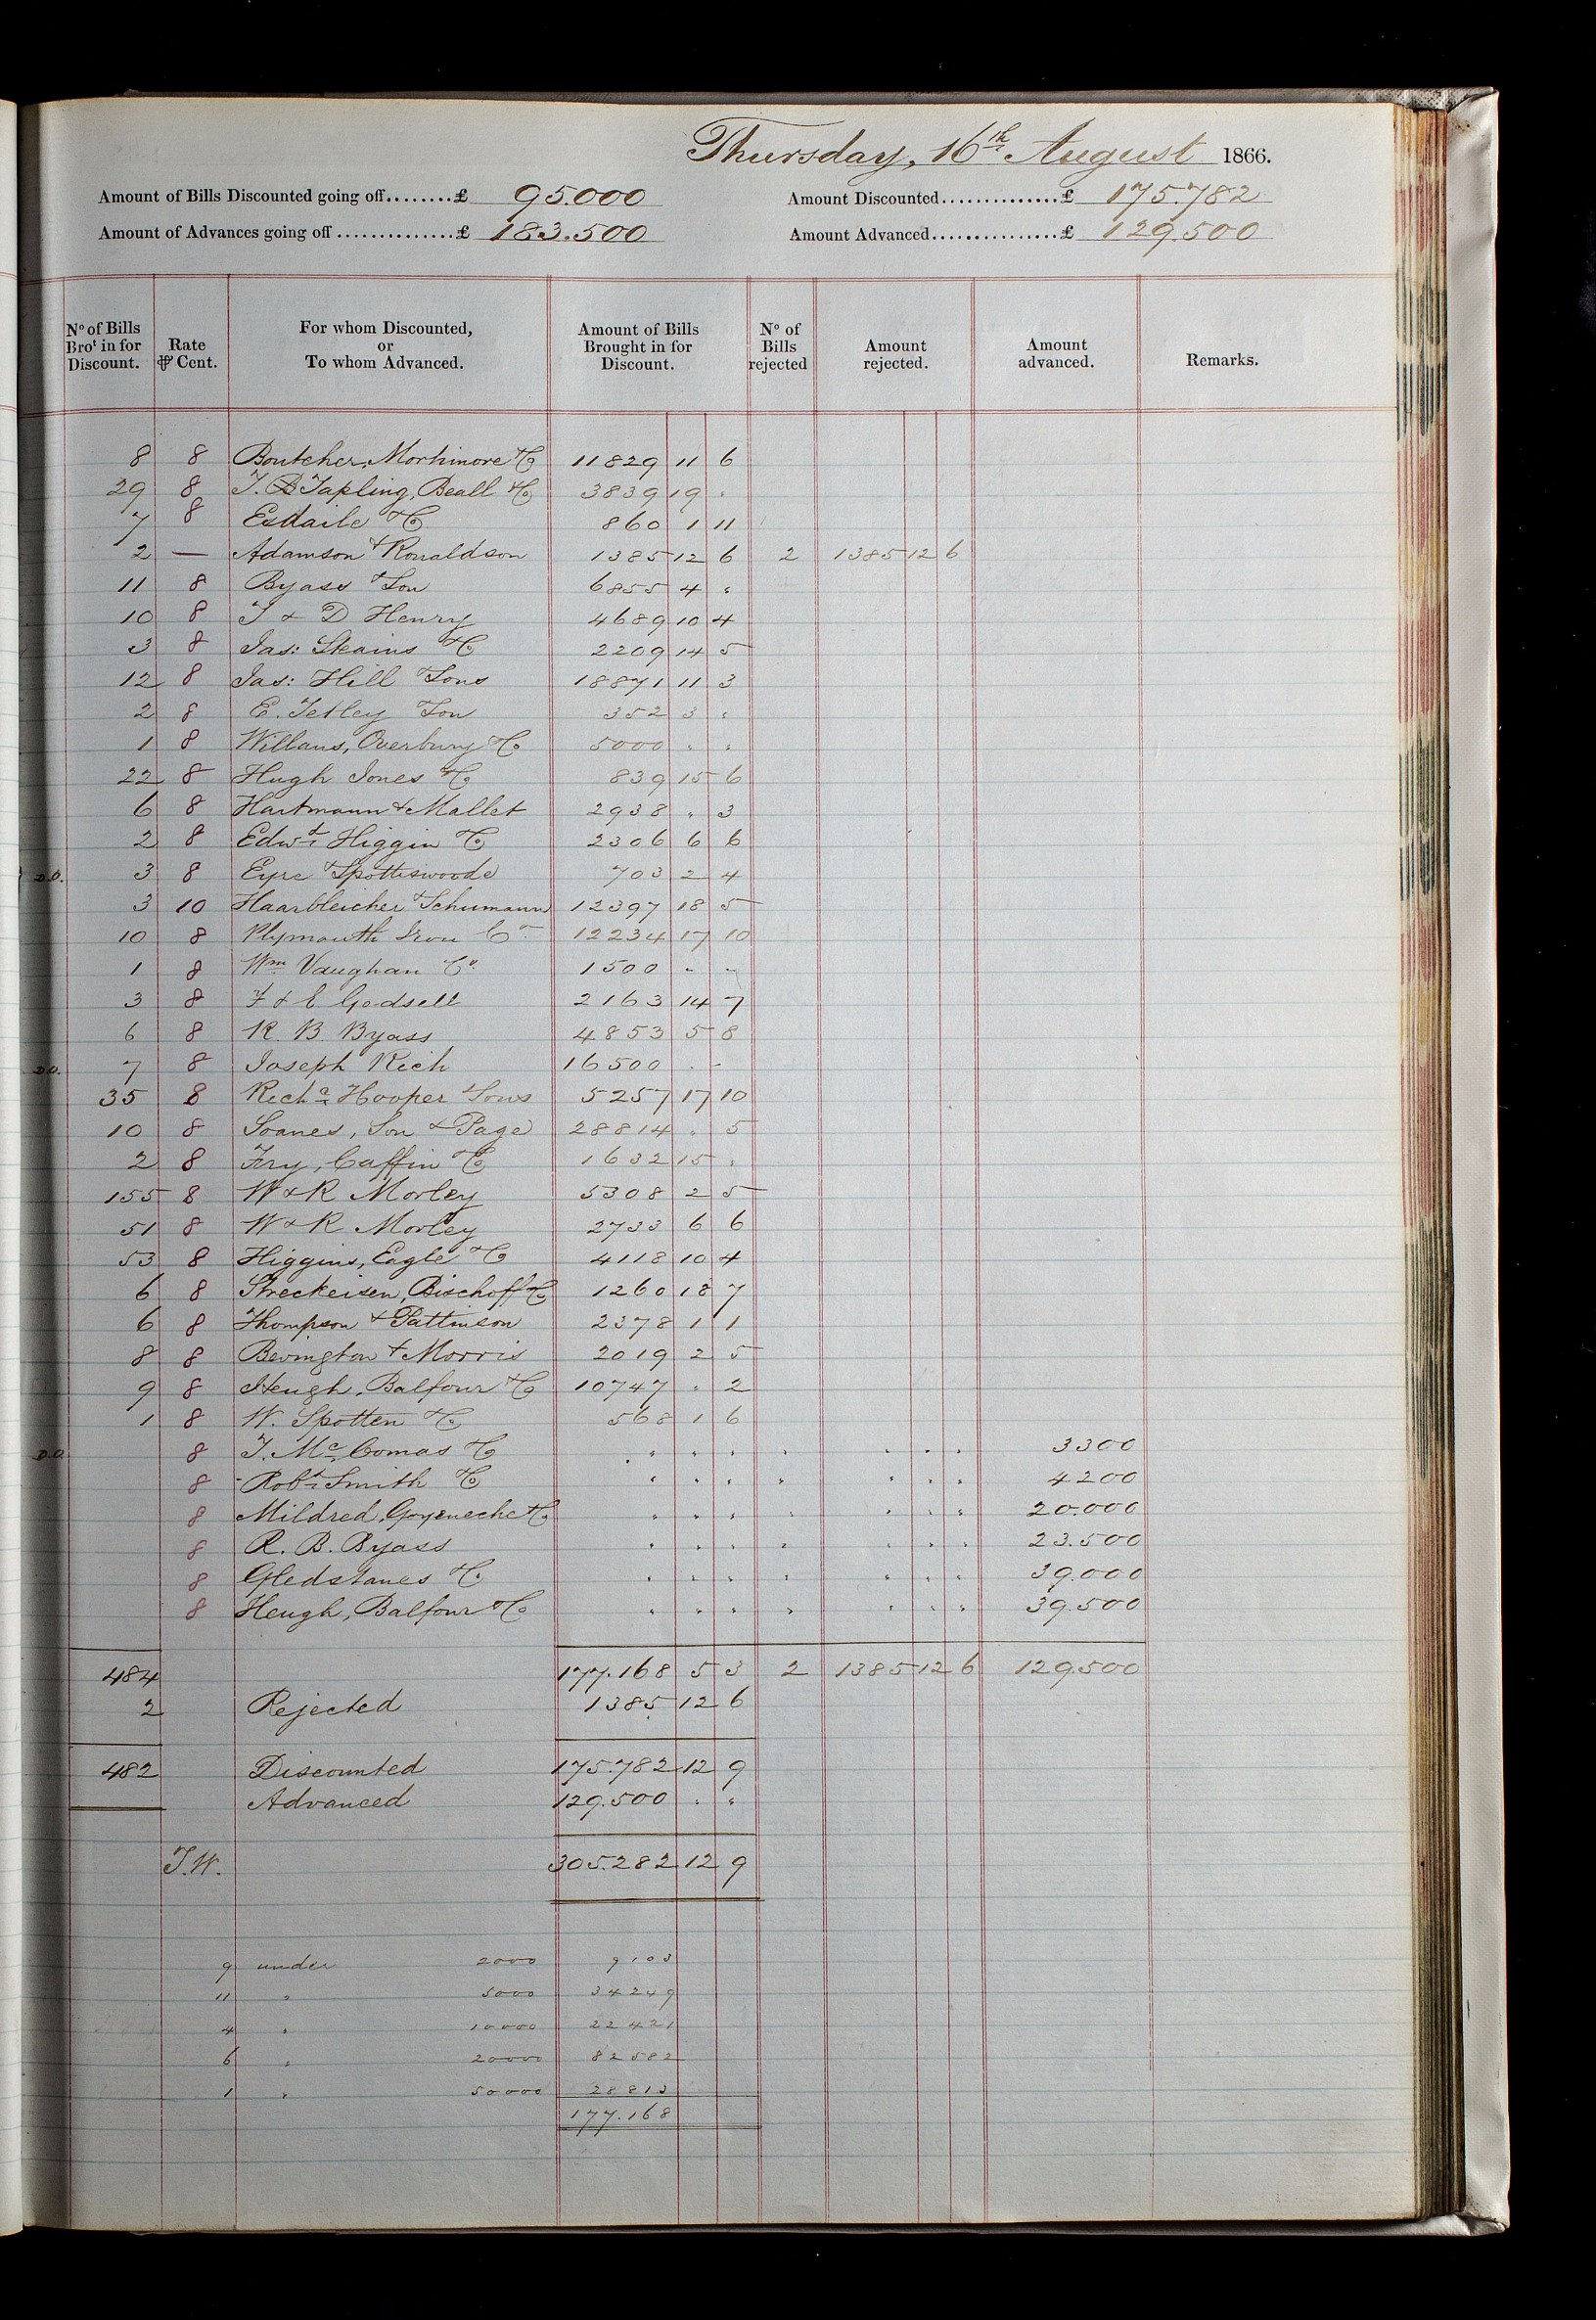 Thursday, 16th August 1866.
Amount of Bills Discounted going off........£ 95.000 Amount Discounted..............£ 175.782
Amount of Advances going off..............£ 183.500 Amount Advanced...............£ 129.500
No of Bills Brot in for Discount. Rate ⅌ Cent. For whom Discounted, or To whom Advanced. Amount of Bills Brought in for Discount. No of Bills rejected Amount rejected. Amount advanced. Remarks.
8 8 Boutcher, Mortimore & Co 11829 11 6
29 8 T. B Tapling, Beall & Co 3839 19 "
7 8 Esdaile & Co 860 1 11
2 — Adamson & Ronaldson 1385 12 6 2 1385 12 6
11 8 Byass & Son 6855 4 "
10 8 T & D Henry 4689 10 4
3 8 Jas: Skains & Co 2209 14 5
12 8 Jas: Hill & Sons 18871 11 3
2 8 E. Tetley & Son 352 3 "
1 8 Willans, Overbury & Co 5000 " "
22 8 Hugh Jones & Co 839 15 6
6 8 Hartmann & Mallet 2938 " 3
2 8 Edwd Higgin & Co 2306 6 6
D.O. 3 8 Eyre & Spottiswoode 703 2 4
3 10 Haarbleicher & Schumann 12397 18 5
10 8 Plymouth Iron Co 12234 17 10
1 8 Wm Vaughan Co 1500 " "
3 8 F & C. Godsell 2163 14 7
6 8 R. B. Byass 4853 5 8
D.O. 7 8 Joseph Rich 16500 . -
35 8 Richd Hooper & Sons 5257 17 10
10 8 Soanes, Son & Page 28814 " 5
2 8 Fry, Caffin & Co 1632 15 "
155 8 W & R Morley 5308 2 5
51 8 W & R Morley 2733 6 6
53 8 Higgins, Eagle & Co 4118 10 4
6 8 Streckeisen, Bischoff & Co 1260 18 7
6 8 Thompson & Pattinson 2378 1 1
8 8 Bevington & Morris 2019 2 5
9 8 Heugh, Balfour & Co 10747 " 2
1 8 W. Spotten & Co 568 1 6
D.O. 8 T. Mc Comas & Co " " " " " " " 3300
8 Robt Smith & Co " " " " " " " 4200
8 Mildred, Goyeneche & Co " " " " " " " 20.000
8 R. B. Byass " " " " " " " 23.500
8 Gledstanes & Co " " " " " " " 39.000
8 Heugh, Balfour & Co " " " " " " " 39.500
484 177.168 5 3 2 1385 12 6 129.500
2 Rejected 1385 12 6
482 Discounted 175.782 12 9
Advanced 129.500 " "
T.W. 305.282 12 9
9 under 2000 9103
11 " 5000 34249
4 " 10000 22421
6 " 20000 82582
1 " 50000 28813
177.168